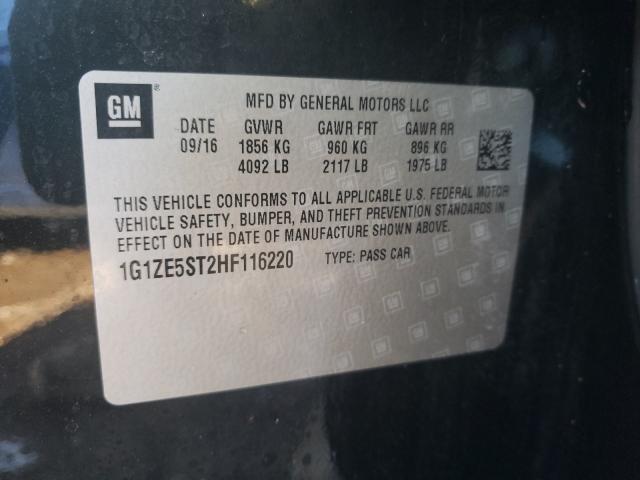 GM ®
MFD BY GENERAL MOTORS LLC
DATE GVWR GAWR FRT GAWR RR
09/16 1856 KG 960 KG 896 KG
4092 LB 2117 LB 1975 LB
THIS VEHICLE CONFORMS TO ALL APPLICABLE U.S. FEDERAL MOTOR
VEHICLE SAFETY, BUMPER, AND THEFT PREVENTION STANDARDS IN
EFFECT ON THE DATE OF MANUFACTURE SHOWN ABOVE.
1G1ZE5ST2HF116220 TYPE: PASS CAR